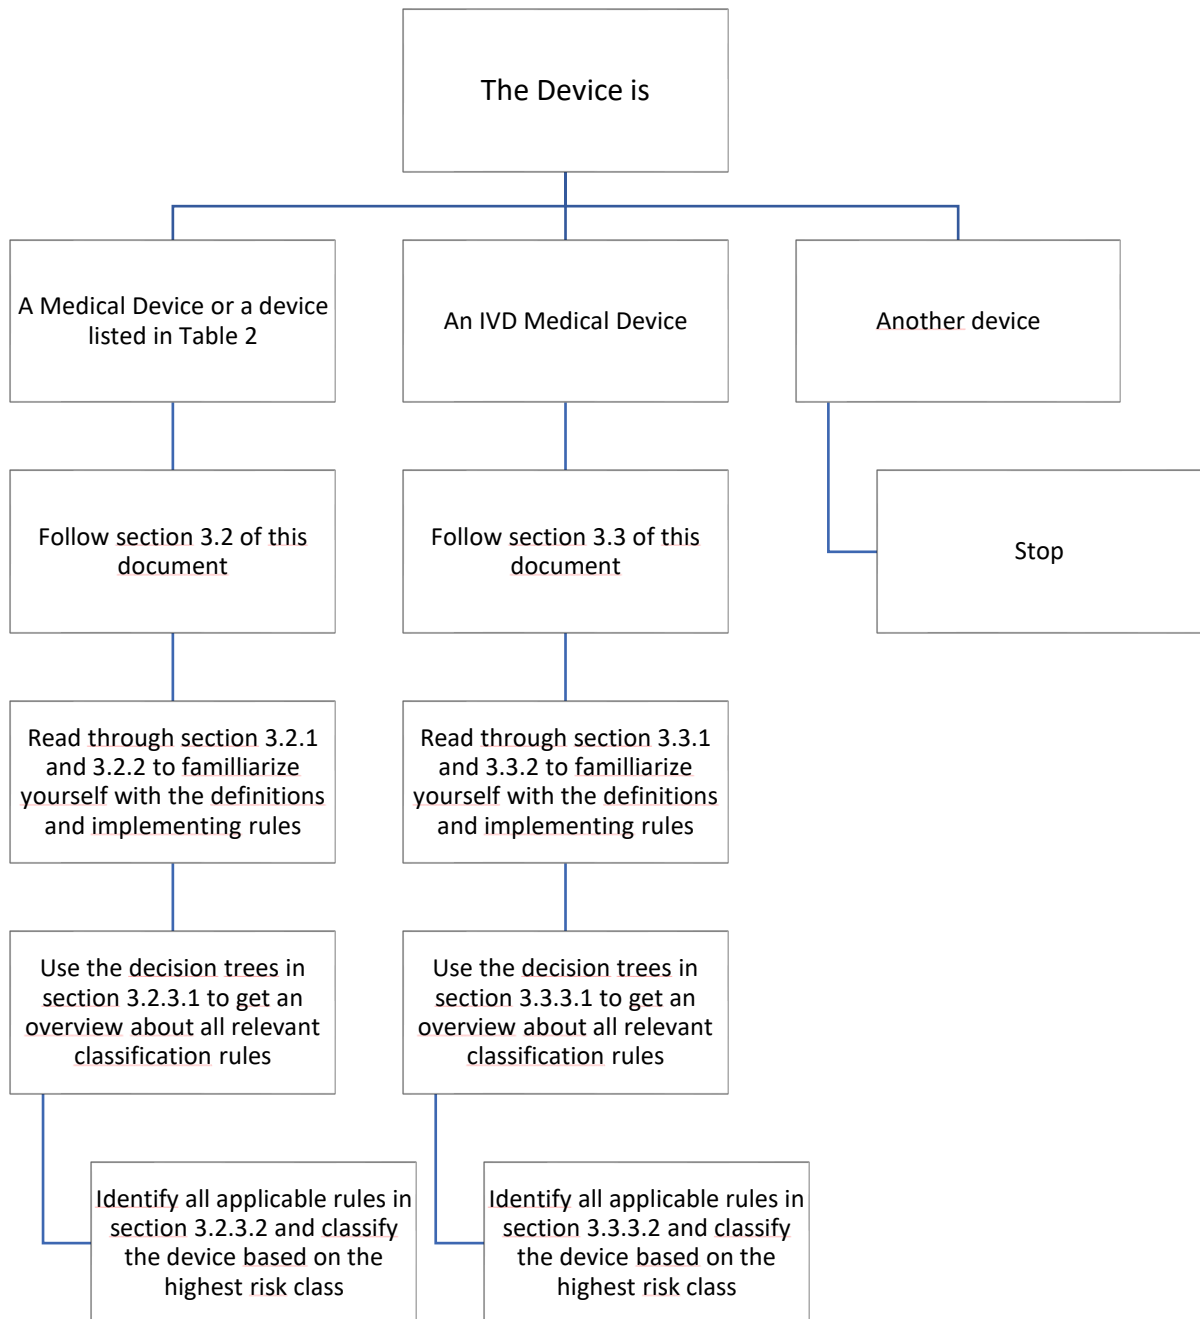 The Device is
A Medical Device or a device
listed in Table 2
An IVD Medical Device
Another device
Follow section 3.2 of this
document
Follow section 3.3 of this
document
Stop
Read through section 3.2.1
and 3.2.2 to familliarize
yourself with the definitions
and implementing rules
Read through section 3.3.1
and 3.3.2 to familliarize
yourself with the definitions
and implementing rules
Use the decision trees in
section 3.2.3.1 to get an
overview about all relevant
classification rules
Use the decision trees in
section 3.3.3.1 to get an
overview about all relevant
classification rules
Identify all applicable rules in
section 3.2.3.2 and classify
the device based on the
highest risk class
Identify all applicable rules in
section 3.3.3.2 and classify
the device based on the
highest risk class